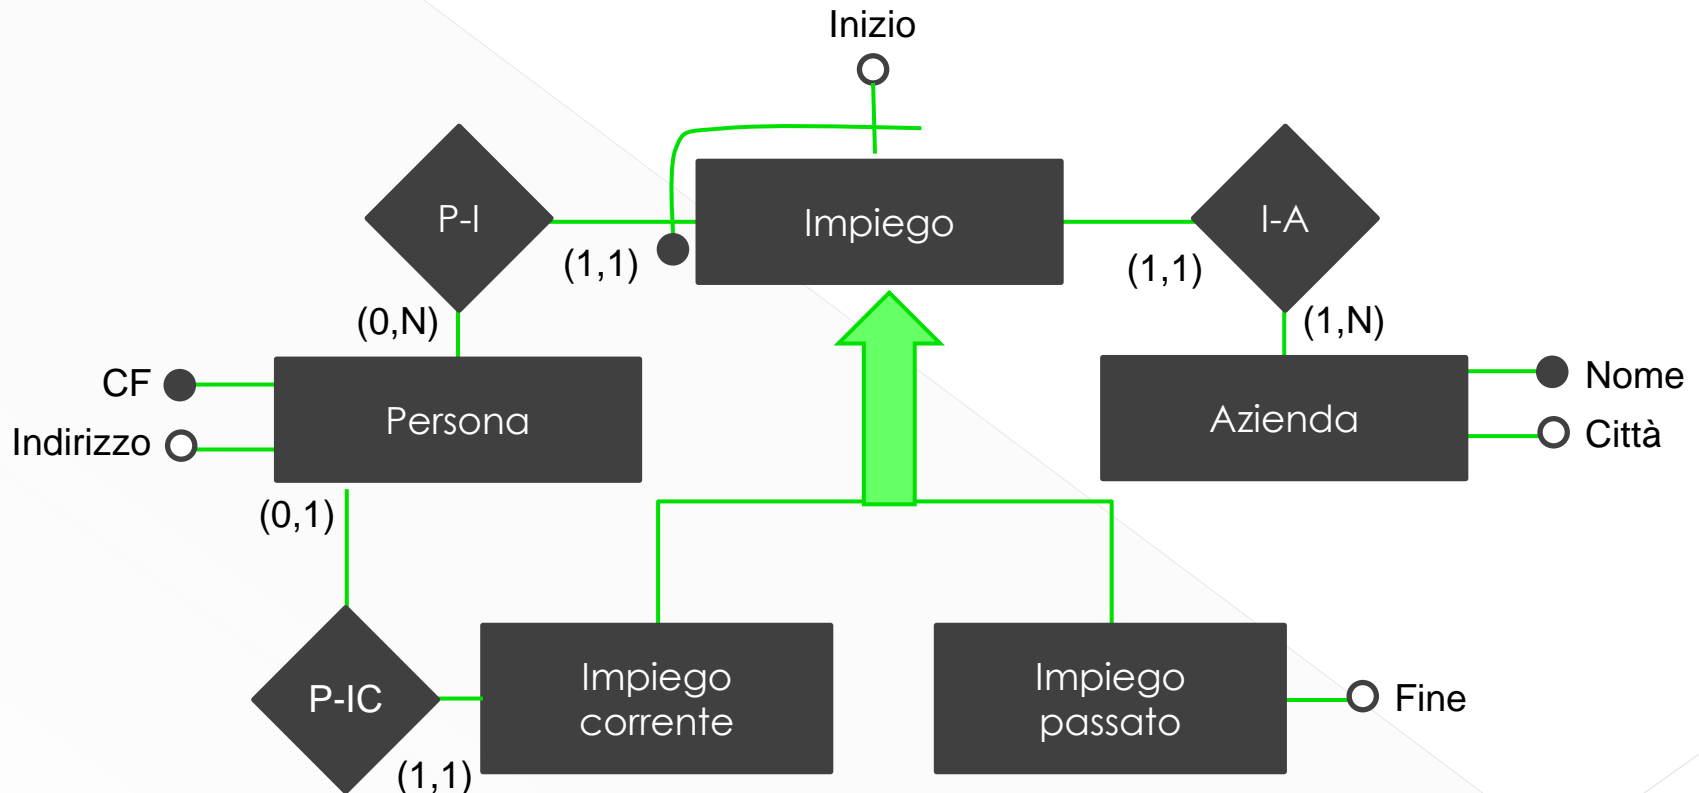 Inizio
P-I
Impiego
I-A
(1,1)
(1,1)
(0,N)
(1,N)
CF
Indirizzo
Persona
Azienda
Nome
Città
(0,1)
P-IC
Impiego
corrente
Impiego
passato
Fine
(1,1)